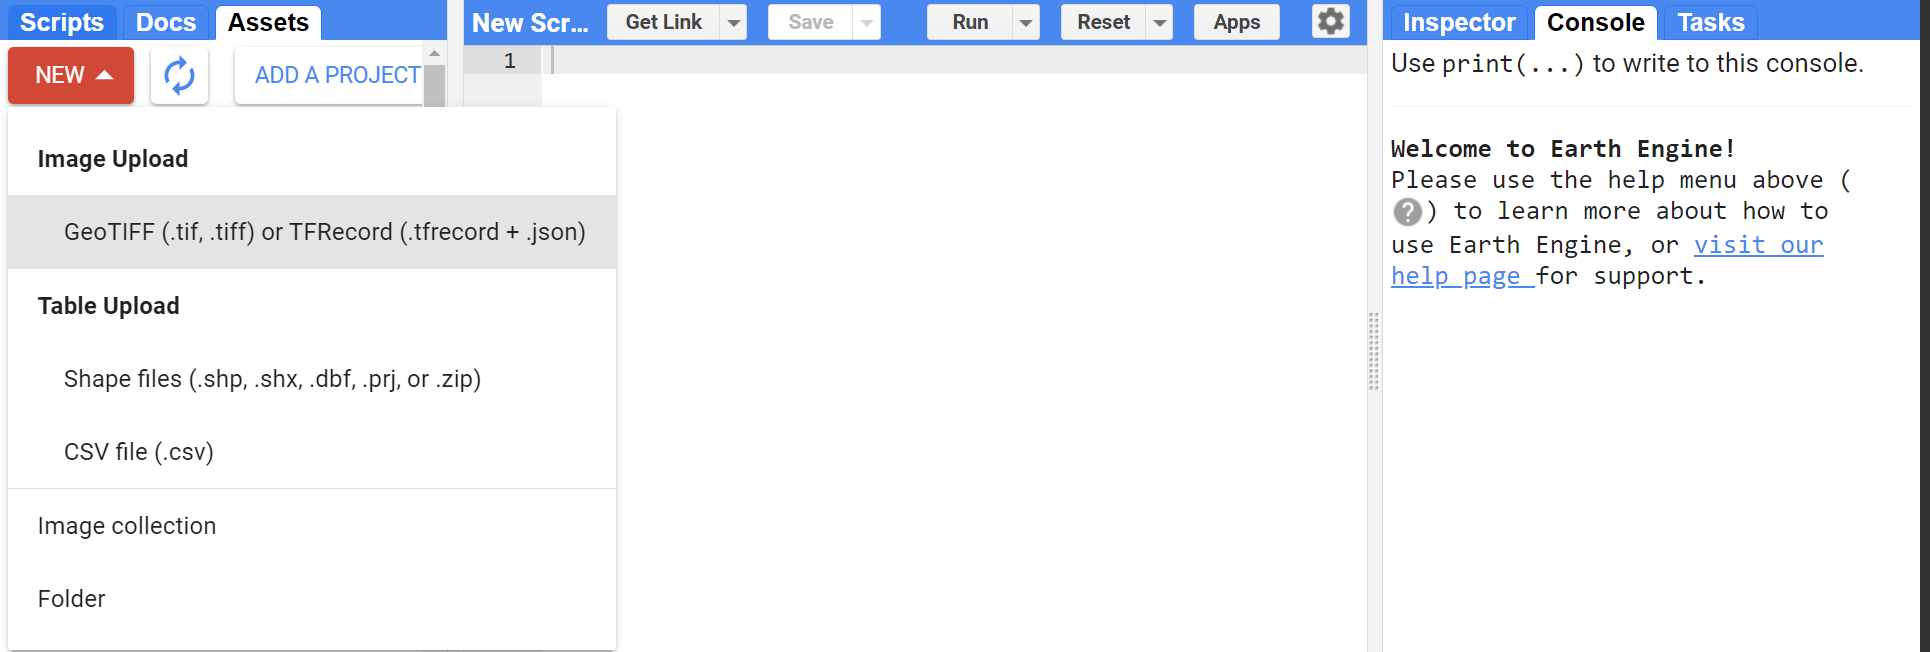 Scripts Docs Assets
New Scr... Get Link Save Run Reset Apps
Inspector Console Tasks
NEW ADD A PROJECT
1
Image Upload
GeoTIFF (.tif, .tiff) or TFRecord (.tfrecord + .json)
Table Upload
Shape files (.shp, .shx, .dbf, .prj, or .zip)
CSV file (.csv)
Image collection
Folder
Use print(...) to write to this console.
Welcome to Earth Engine!
Please use the help menu above (
?) to learn more about how to
use Earth Engine, or visit our
help page for support.